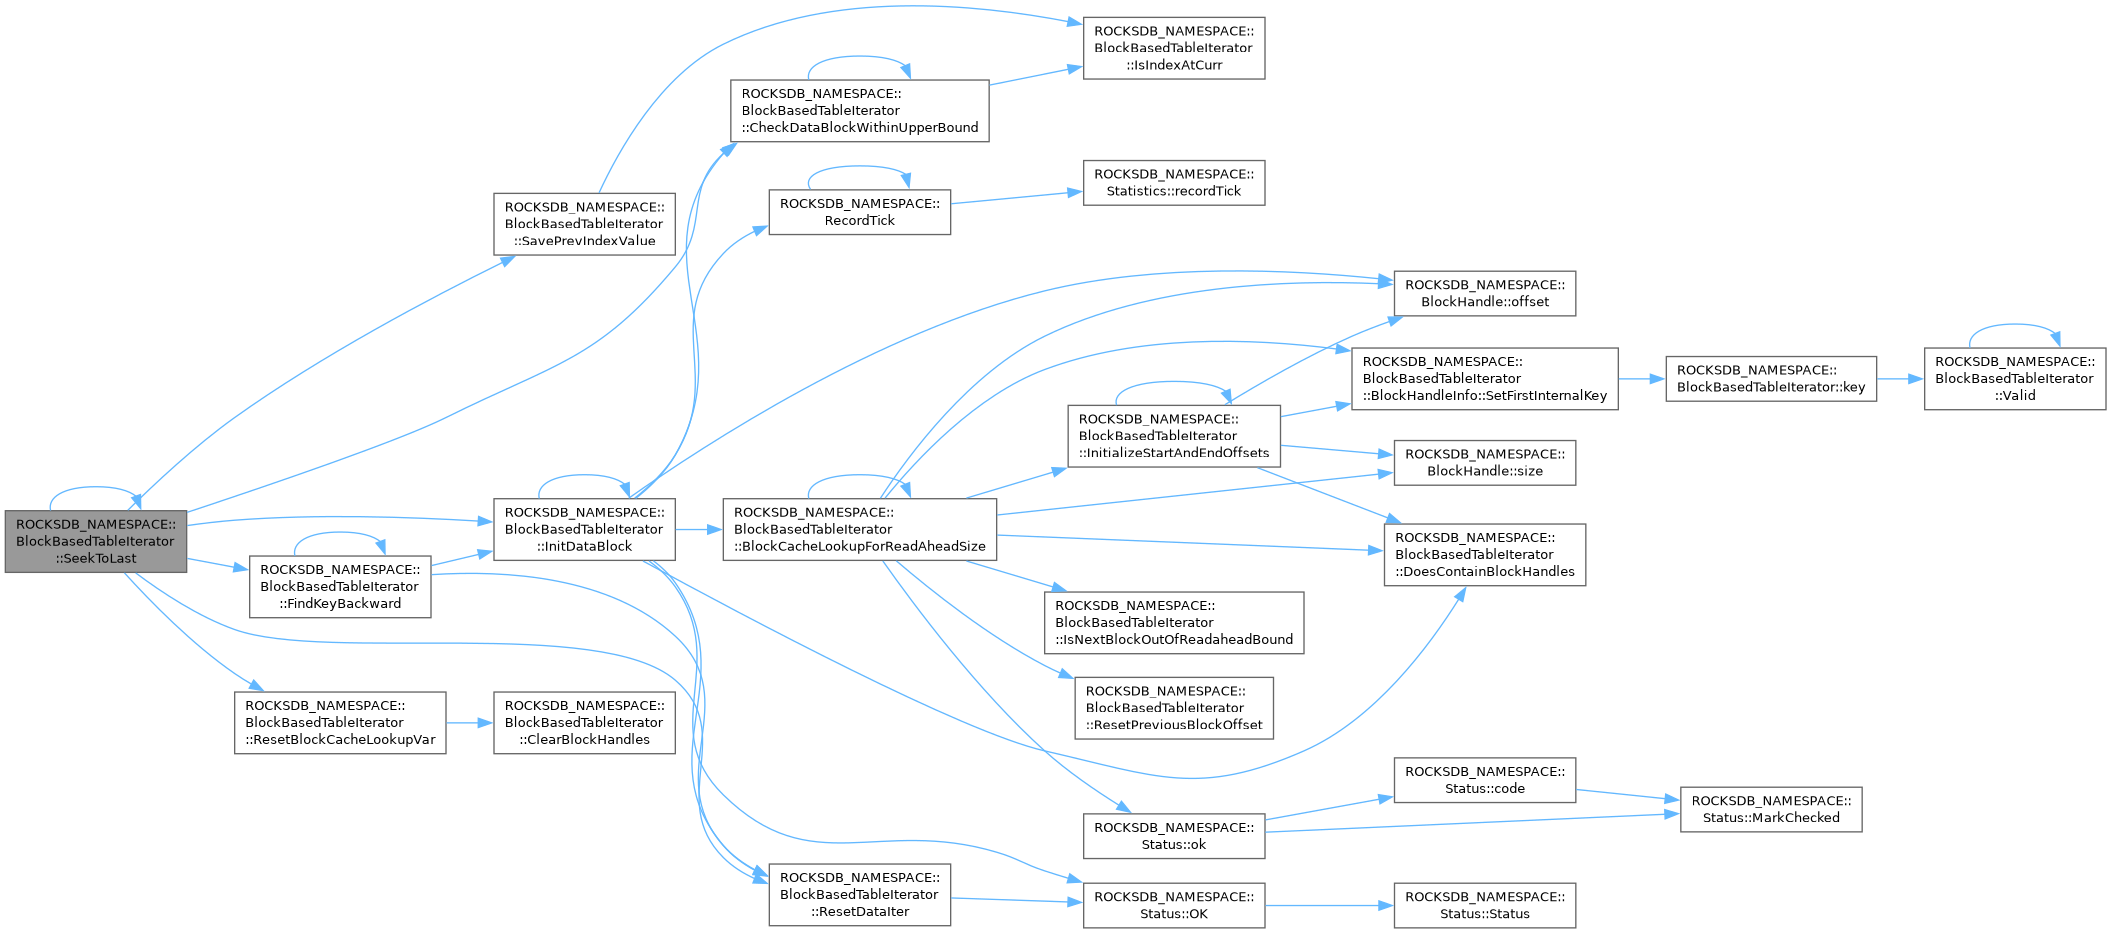 ROCKSDB_NAMESPACE::
BlockBasedTableIterator
::SeekToLast
ROCKSDB_NAMESPACE::
BlockBasedTableIterator
::SavePrevIndexValue
ROCKSDB_NAMESPACE::
BlockBasedTableIterator
::FindKeyBackward
ROCKSDB_NAMESPACE::
BlockBasedTableIterator
::ResetBlockCacheLookupVar
ROCKSDB_NAMESPACE::
BlockBasedTableIterator
::InitDataBlock
ROCKSDB_NAMESPACE::
BlockBasedTableIterator
::ClearBlockHandles
ROCKSDB_NAMESPACE::
BlockBasedTableIterator
::CheckDataBlockWithinUpperBound
ROCKSDB_NAMESPACE::
RecordTick
ROCKSDB_NAMESPACE::
BlockBasedTableIterator
::BlockCacheLookupForReadAheadSize
ROCKSDB_NAMESPACE::
BlockBasedTableIterator
::ResetDataIter
ROCKSDB_NAMESPACE::
BlockBasedTableIterator
::IsIndexAtCurr
ROCKSDB_NAMESPACE::
Statistics::recordTick
ROCKSDB_NAMESPACE::
BlockBasedTableIterator
::InitializeStartAndEndOffsets
ROCKSDB_NAMESPACE::
BlockBasedTableIterator
::IsNextBlockOutOfReadaheadBound
ROCKSDB_NAMESPACE::
BlockBasedTableIterator
::ResetPreviousBlockOffset
ROCKSDB_NAMESPACE::
Status::ok
ROCKSDB_NAMESPACE::
Status::OK
ROCKSDB_NAMESPACE::
BlockHandle::offset
ROCKSDB_NAMESPACE::
BlockBasedTableIterator
::BlockHandleInfo::SetFirstInternalKey
ROCKSDB_NAMESPACE::
BlockHandle::size
ROCKSDB_NAMESPACE::
BlockBasedTableIterator
::DoesContainBlockHandles
ROCKSDB_NAMESPACE::
Status::code
ROCKSDB_NAMESPACE::
Status::Status
ROCKSDB_NAMESPACE::
BlockBasedTableIterator::key
ROCKSDB_NAMESPACE::
Status::MarkChecked
ROCKSDB_NAMESPACE::
BlockBasedTableIterator
::Valid